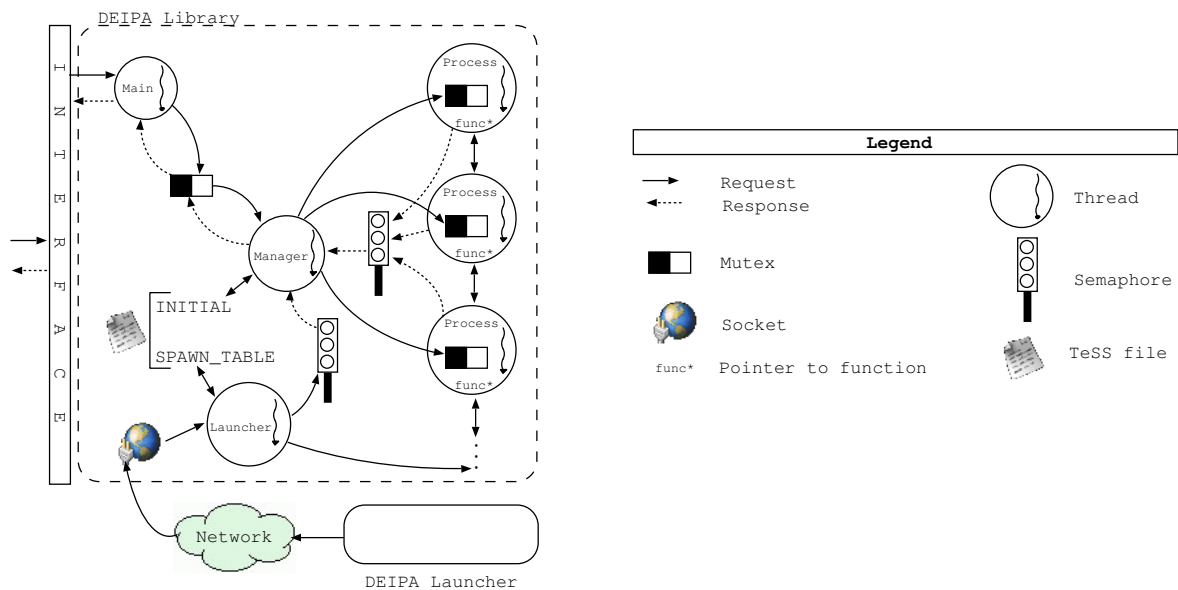 DEIPA Library
INTERFACE
Main
Process
func*
Process
func*
Manager
INITIAL
Process
func*
SPAWN_TABLE
Launcher
Network
DEIPA Launcher
Legend
Request
Response
Thread
Mutex
Semaphore
Socket
TeSS file
func* Pointer to function